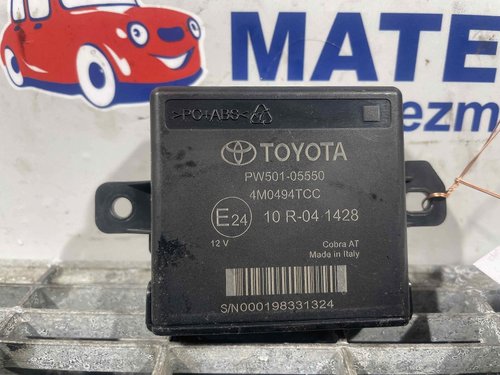 MATE
ezm
>PC+ABS<
TOYOTA
PW501-05550
4M0494TCC
E24
10 R-04 1428
12 V
Cobra AT
Made in Italy
S/N000198331324